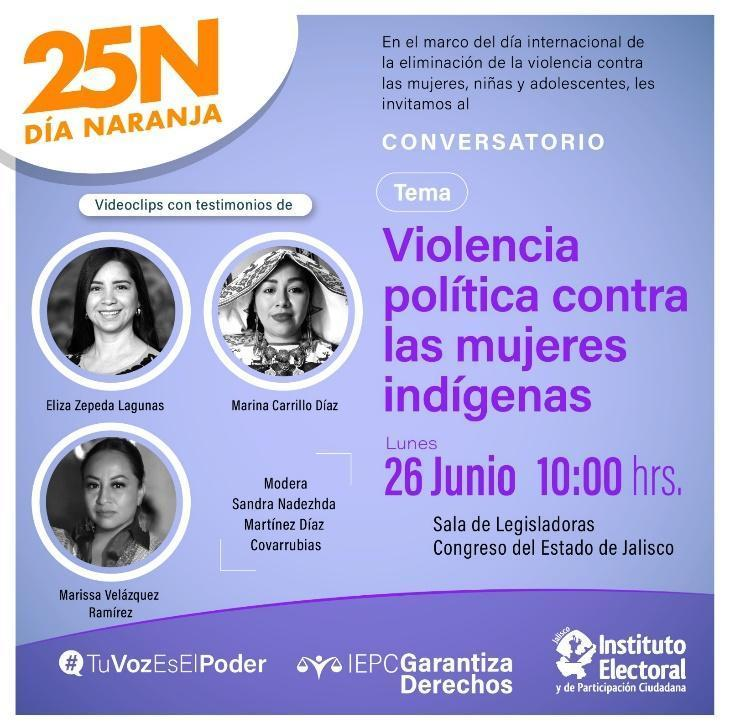 25N
DÍA NARANJA
En el marco del día internacional de
la eliminación de la violencia contra
las mujeres, niñas y adolescentes, les
invitamos al
CONVERSATORIO
Tema
Violencia
política contra
las mujeres
indígenas
Lunes
26 Junio 10:00 hrs.
Sala de Legisladoras
Congreso del Estado de Jalisco
Videoclips con testimonios de
Eliza Zepeda Lagunas
Marina Carrillo Díaz
Marissa Velázquez
Ramírez
Modera
Sandra Nadezhda
Martínez Díaz
Covarrubias
#TuVozEsElPoder
IEPCGarantiza
Derechos
Jalisco
Instituto
Electoral
y de Participación Ciudadana